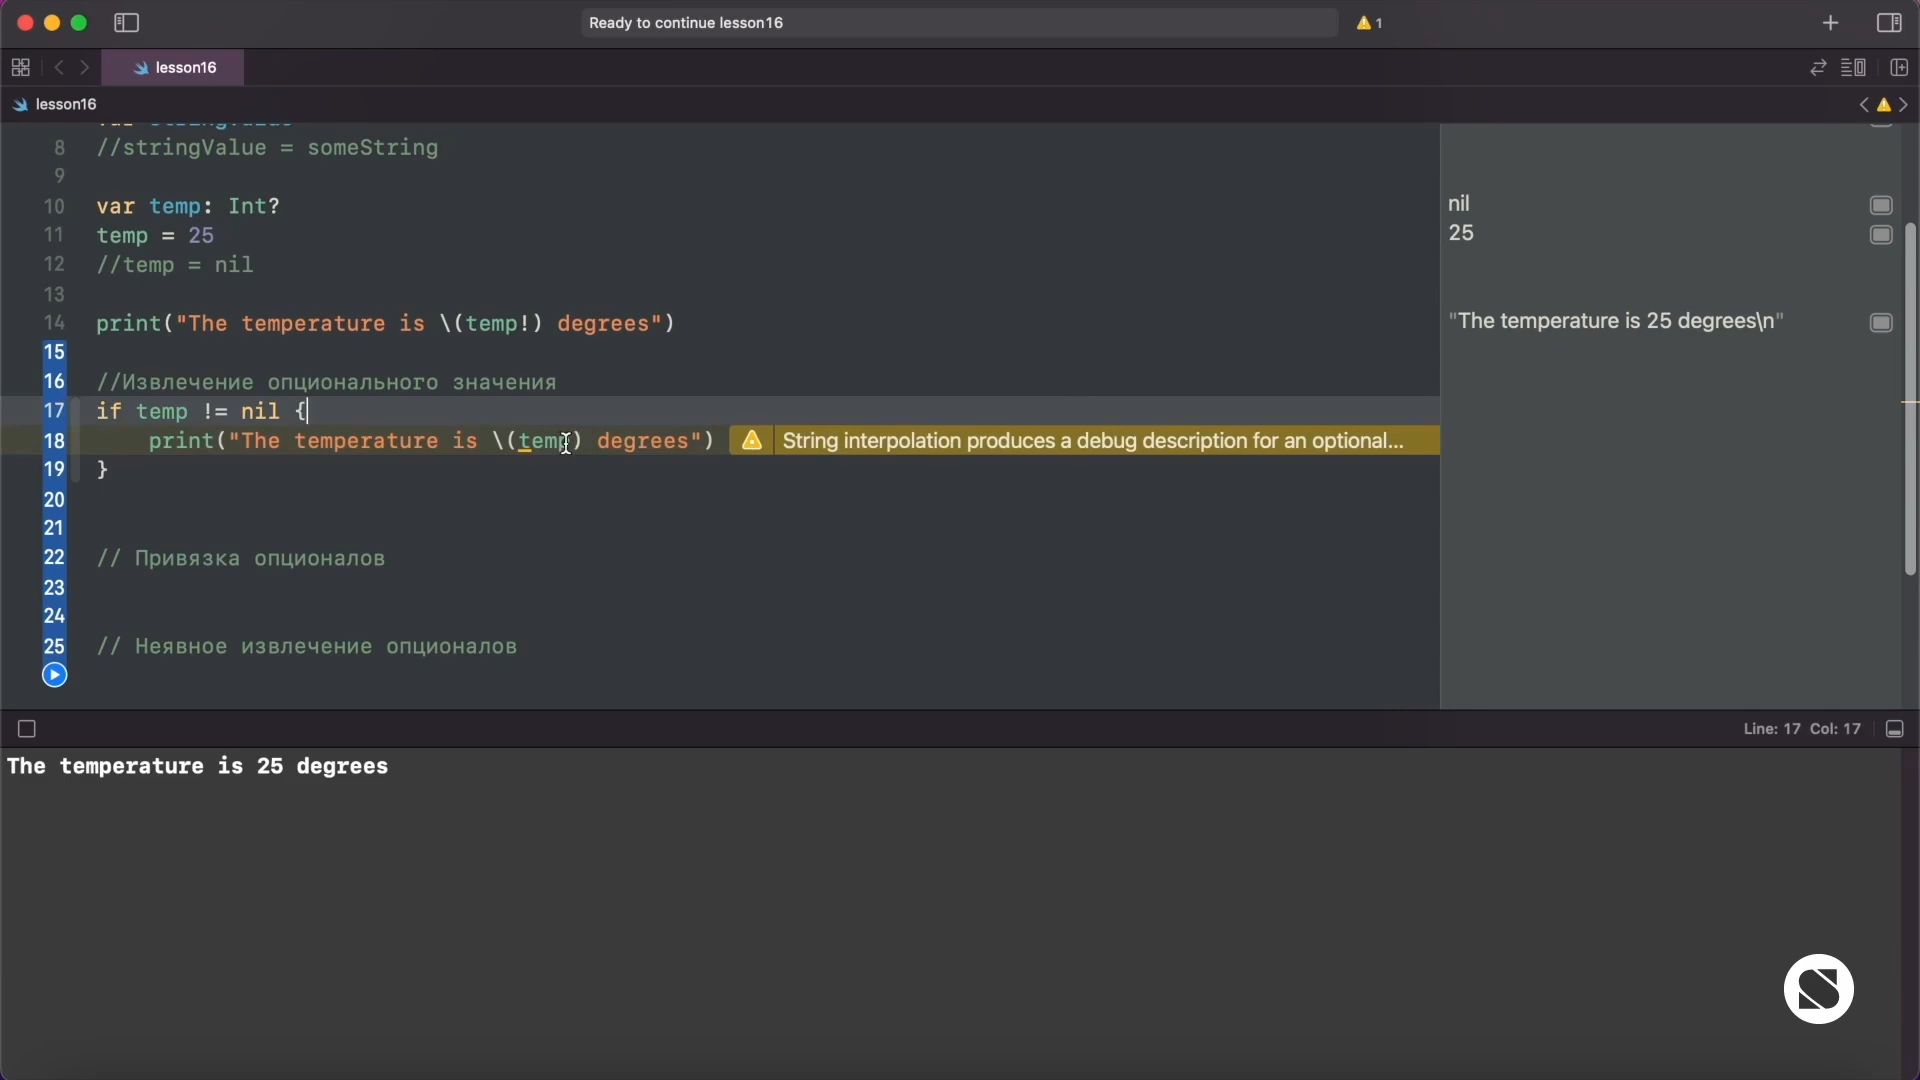 Ready to continue lesson16
1
lesson16
lesson16
8 //stringValue = someString
9
10 var temp: Int?
nil
11 temp = 25
25
12 //temp = nil
13
14 print("The temperature is \(temp!) degrees")
"The temperature is 25 degrees\n"
15
16 //Извлечение опционального значения
17 if temp != nil {
18 print("The temperature is \(temp) degrees")
String interpolation produces a debug description for an optional...
19 }
20
21
22 // Привязка опционалов
23
24
25 // Неявное извлечение опционалов
Line: 17 Col: 17
The temperature is 25 degrees